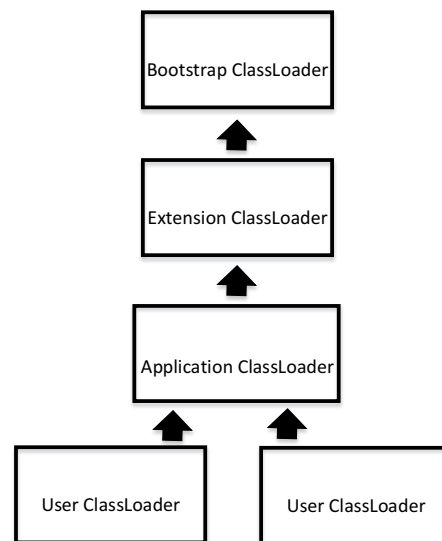 Bootstrap ClassLoader
Extension ClassLoader
Application ClassLoader
User ClassLoader
User ClassLoader